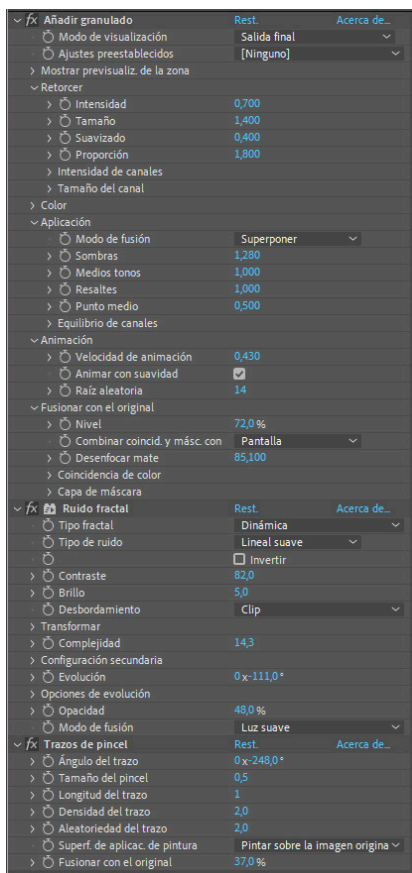 fx Añadir granulado Rest. Acerca de...
Modo de visualización Salida final
Ajustes preestablecidos [Ninguno]
Mostrar previsualiz. de la zona
Retorcer
Intensidad 0,700
Tamaño 1,400
Suavizado 0,400
Proporción 1,800
Intensidad de canales
Tamaño del canal
Color
Aplicación
Modo de fusión Superponer
Sombras 1,280
Medios tonos 1,000
Resaltes 1,000
Punto medio 0,500
Equilibrio de canales
Animación
Velocidad de animación 0,430
Animar con suavidad
Raíz aleatoria 14
Fusionar con el original
Nivel 72,0 %
Combinar coincid. y másc. con Pantalla
Desenfocar mate 85,100
Coincidencia de color
Capa de máscara
fx Ruido fractal Rest. Acerca de...
Tipo fractal Dinámica
Tipo de ruido Lineal suave
Invertir
Contraste 82,0
Brillo 5,0
Desbordamiento Clip
Transformar
Complejidad 14,3
Configuración secundaria
Evolución 0 x-111,0 °
Opciones de evolución
Opacidad 48,0 %
Modo de fusión Luz suave
fx Trazos de pincel Rest. Acerca de...
Ángulo del trazo 0 x-248,0 °
Tamaño del pincel 0,5
Longitud del trazo 1
Densidad del trazo 2,0
Aleatoriedad del trazo 2,0
Superf. de aplicac. de pintura Pintar sobre la imagen origina
Fusionar con el original 37,0 %